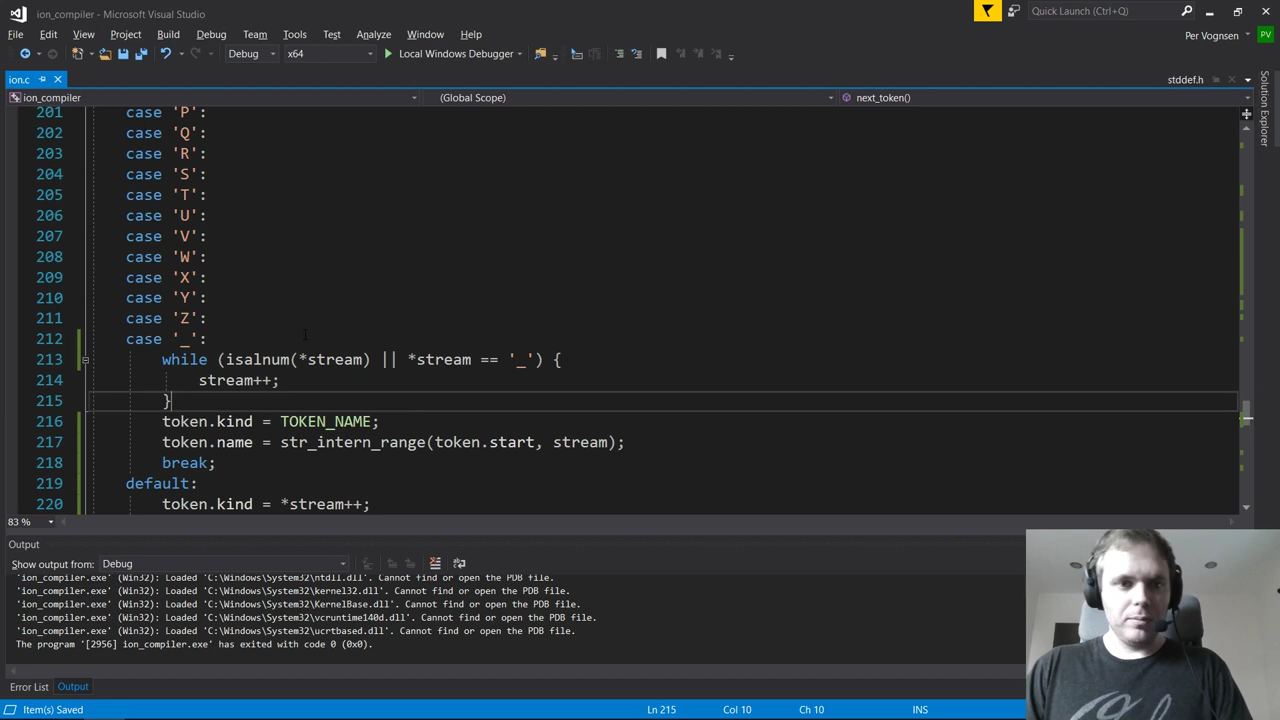 ion_compiler - Microsoft Visual Studio
Quick Launch (Ctrl+Q)
File Edit View Project Build Debug Team Tools Test Analyze Window Help
Per Vognsen PV
Debug x64 Local Windows Debugger
ion.c
stddef.h
ion_compiler (Global Scope) next_token()
Solution Explorer
201 case 'P':
202 case 'Q':
203 case 'R':
204 case 'S':
205 case 'T':
206 case 'U':
207 case 'V':
208 case 'W':
209 case 'X':
210 case 'Y':
211 case 'Z':
212 case '_':
213 while (isalnum(*stream) || *stream == '_') {
214 stream++;
215 }
216 token.kind = TOKEN_NAME;
217 token.name = str_intern_range(token.start, stream);
218 break;
219 default:
220 token.kind = *stream++;
83 %
Output
Show output from: Debug
'ion_compiler.exe' (Win32): Loaded 'C:\Windows\System32\ntdll.dll'. Cannot find or open the PDB file.
'ion_compiler.exe' (Win32): Loaded 'C:\Windows\System32\kernel32.dll'. Cannot find or open the PDB file.
'ion_compiler.exe' (Win32): Loaded 'C:\Windows\System32\KernelBase.dll'. Cannot find or open the PDB file.
'ion_compiler.exe' (Win32): Loaded 'C:\Windows\System32\vcruntime140d.dll'. Cannot find or open the PDB file.
'ion_compiler.exe' (Win32): Loaded 'C:\Windows\System32\ucrtbased.dll'. Cannot find or open the PDB file.
The program '[2956] ion_compiler.exe' has exited with code 0 (0x0).
Error List Output
Item(s) Saved Ln 215 Col 10 Ch 10 INS